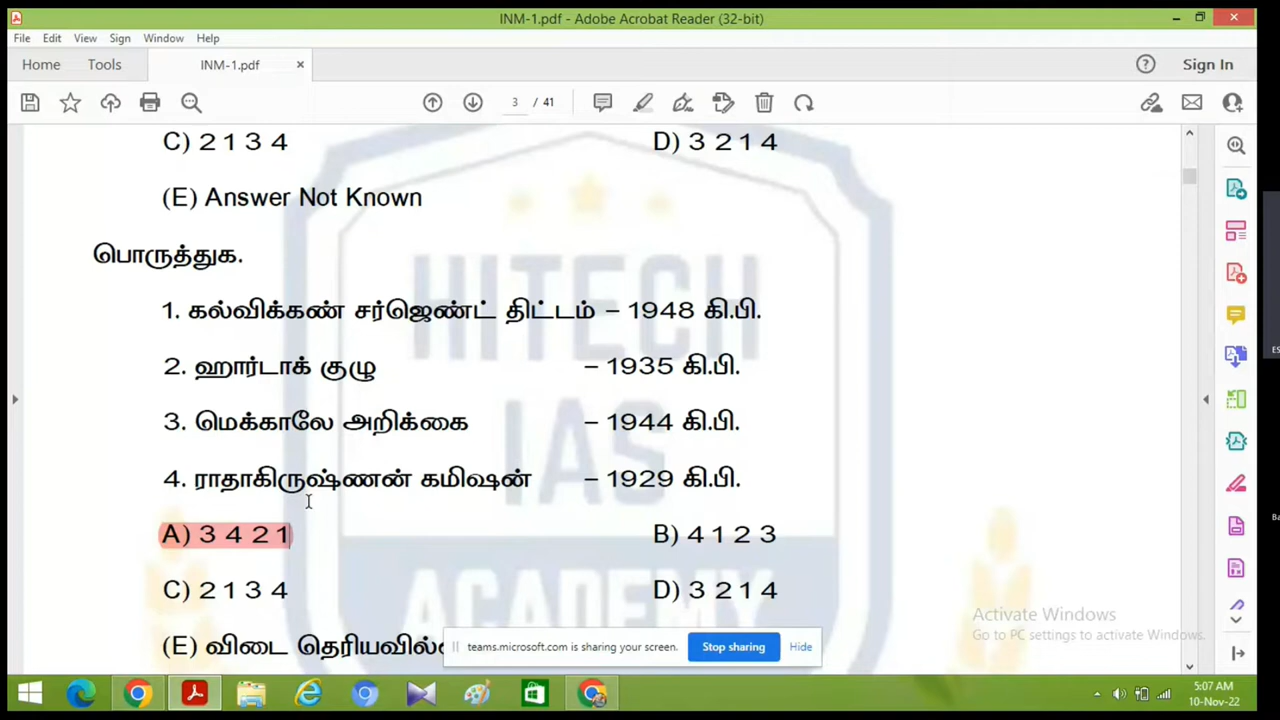 INM-1.pdf - Adobe Acrobat Reader (32-bit)
File Edit View Sign Window Help
Home Tools INM-1.pdf × Sign In
3 / 41
C) 2 1 3 4 D) 3 2 1 4
(E) Answer Not Known
பொருத்துக.
1. கல்விக்கண் சர்ஜெண்ட் திட்டம் – 1948 கி.பி.
2. ஹார்டாக் குழு – 1935 கி.பி.
3. மெக்காலே அறிக்கை – 1944 கி.பி.
4. ராதாகிருஷ்ணன் கமிஷன் – 1929 கி.பி.
A) 3 4 2 1 B) 4 1 2 3
C) 2 1 3 4 D) 3 2 1 4
(E) விடை
HITECH
IAS
ACADEMY
Activate Windows
Go to PC settings to activate Windows.
teams.microsoft.com is sharing your screen. Stop sharing Hide
5:07 AM
10-Nov-22